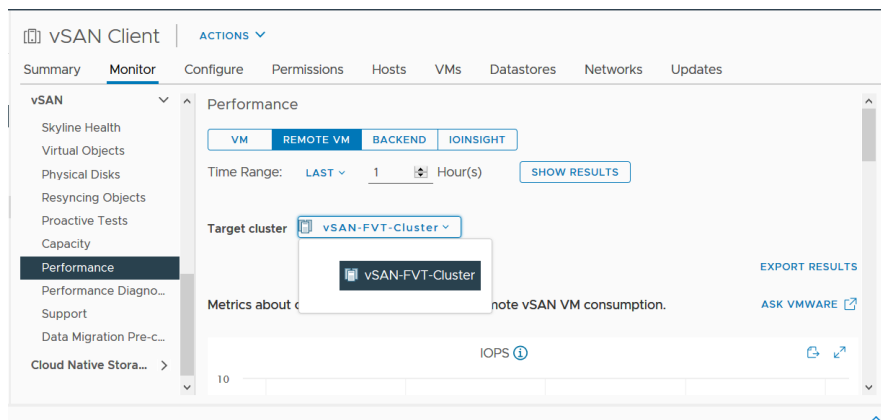 vSAN Client
ACTIONS
Summary Monitor Configure Permissions Hosts VMs Datastores Networks Updates
vSAN
Skyline Health
Virtual Objects
Physical Disks
Resyncing Objects
Proactive Tests
Capacity
Performance
Performance Diagno...
Support
Data Migration Pre-c...
Cloud Native Stora...
Performance
VM REMOTE VM BACKEND IOINSIGHT
Time Range: LAST 1 Hour(s) SHOW RESULTS
Target cluster vSAN-FVT-Cluster
vSAN-FVT-Cluster
EXPORT RESULTS
Metrics about mote vSAN VM consumption. ASK VMWARE
IOPS
10